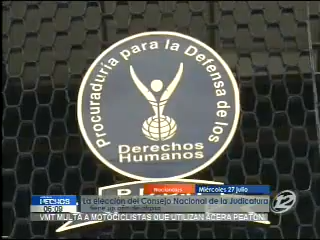 Procuraduría para la Defensa de los
Derechos
Humanos
Nacionales
Miércoles 27 julio
HECHOS
La elección del Consejo Nacional de la Judicatura
06:09
12
VMT MULTA A MOTOCICLISTAS QUE UTILIZAN ACERA PEATON